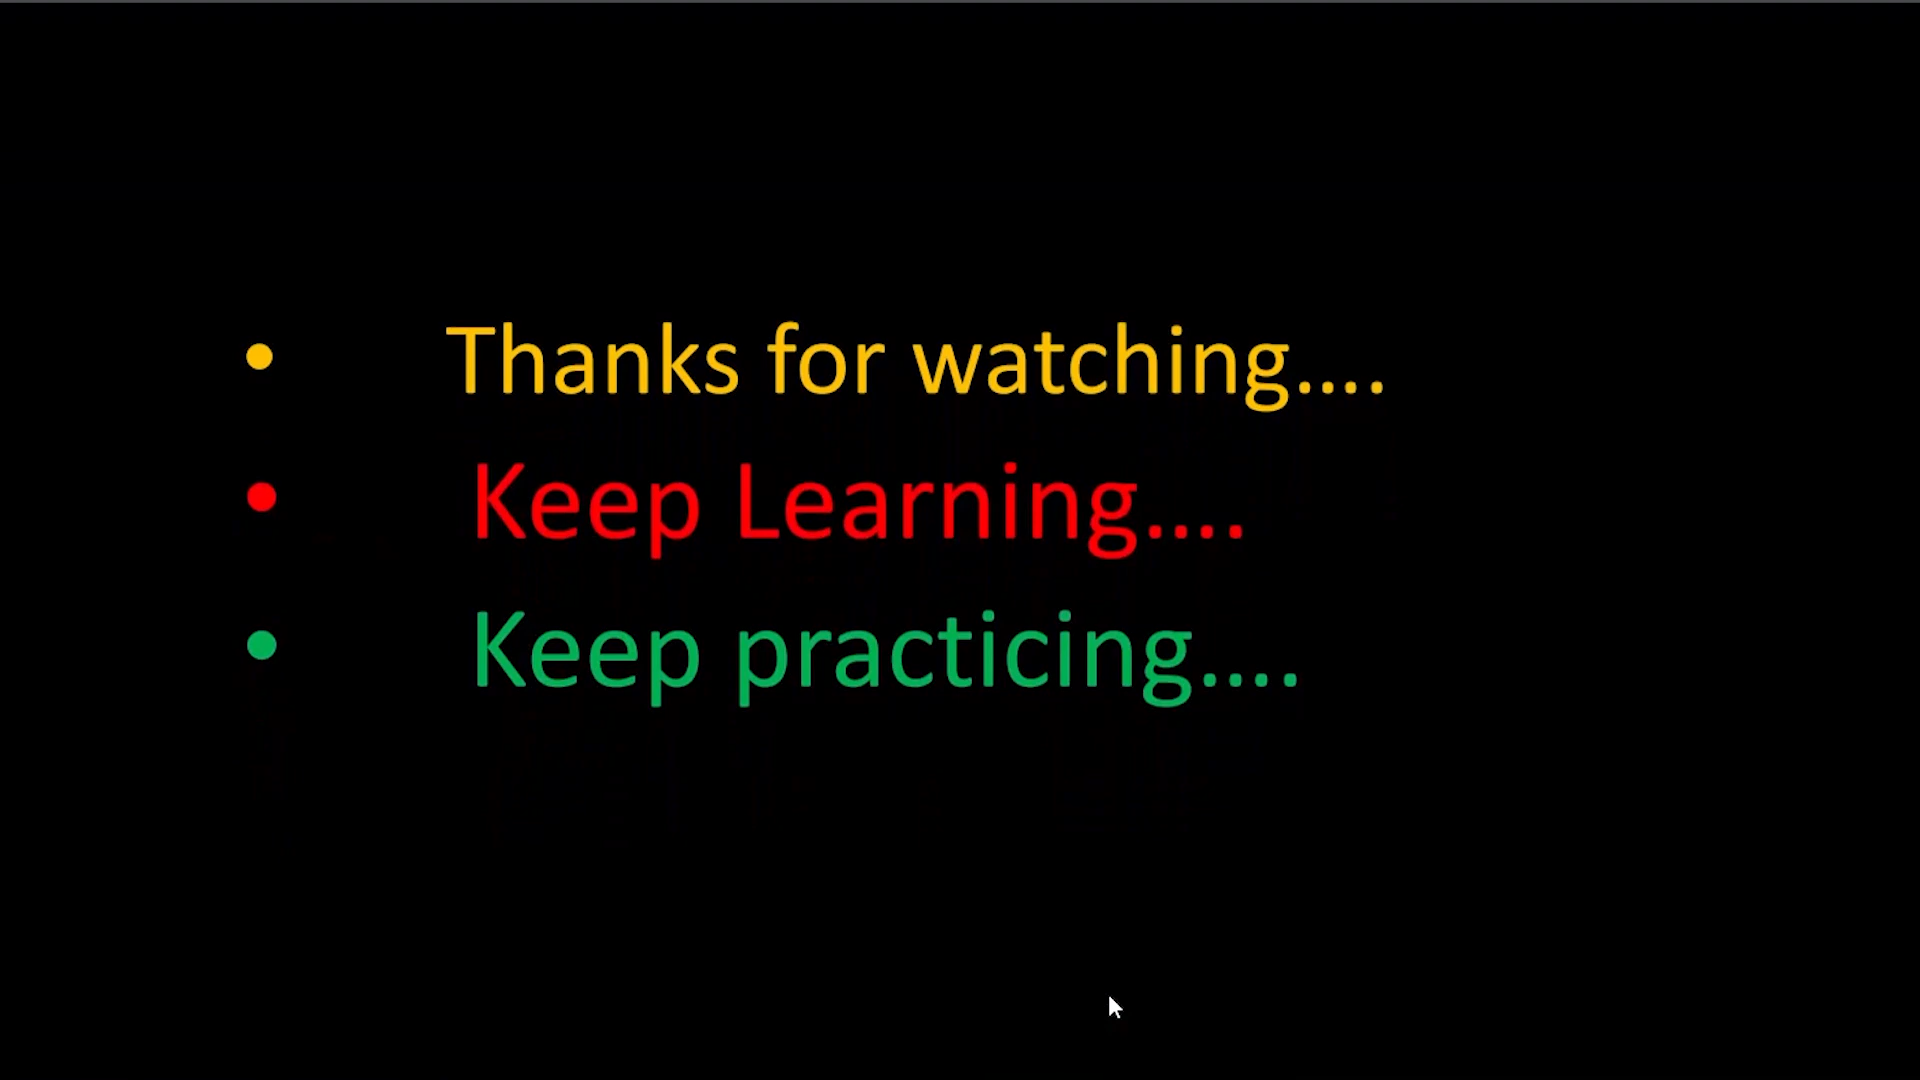 • Thanks for watching....
• Keep Learning....
• Keep practicing....